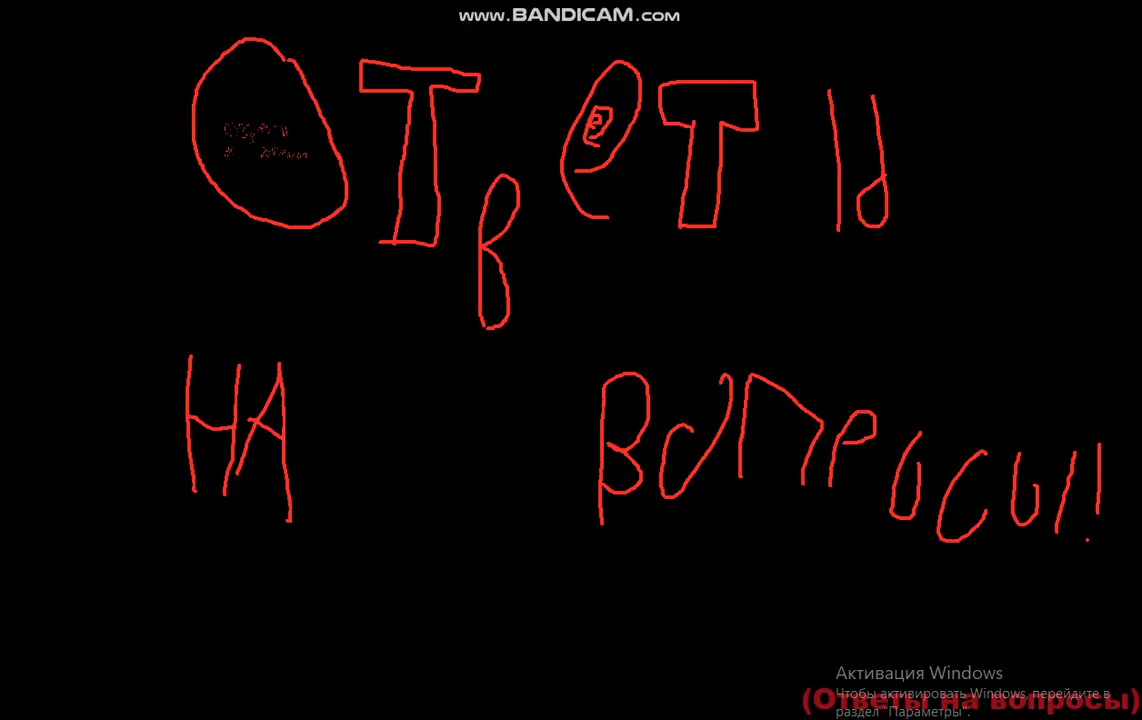 www.BANDICAM.com
ОТвеТЫ
НА ВОПРОСЫ!
Активация Windows
Чтобы активировать Windows, перейдите в
раздел "Параметры".
(Ответы на вопросы)